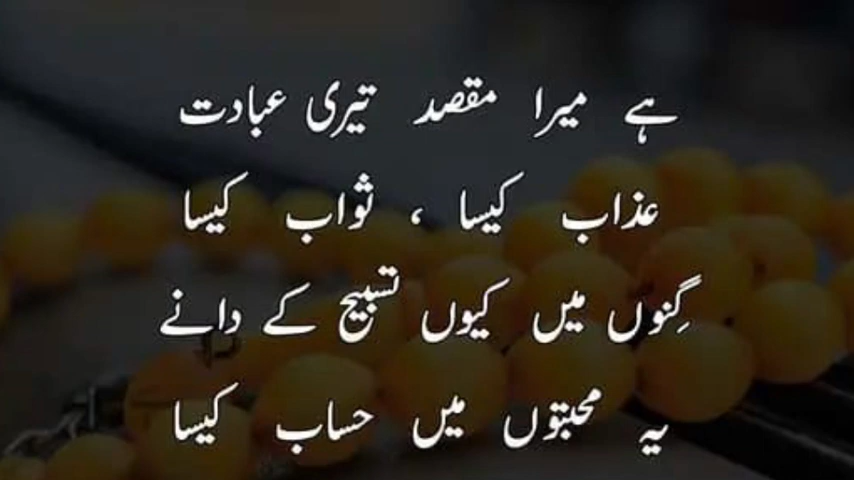 ہے میرا مقصد تیری عبادت
عذاب کیسا ، ثواب کیسا
گِنوں میں کیوں تسبیح کے دانے
یہ محبتوں میں حساب کیسا